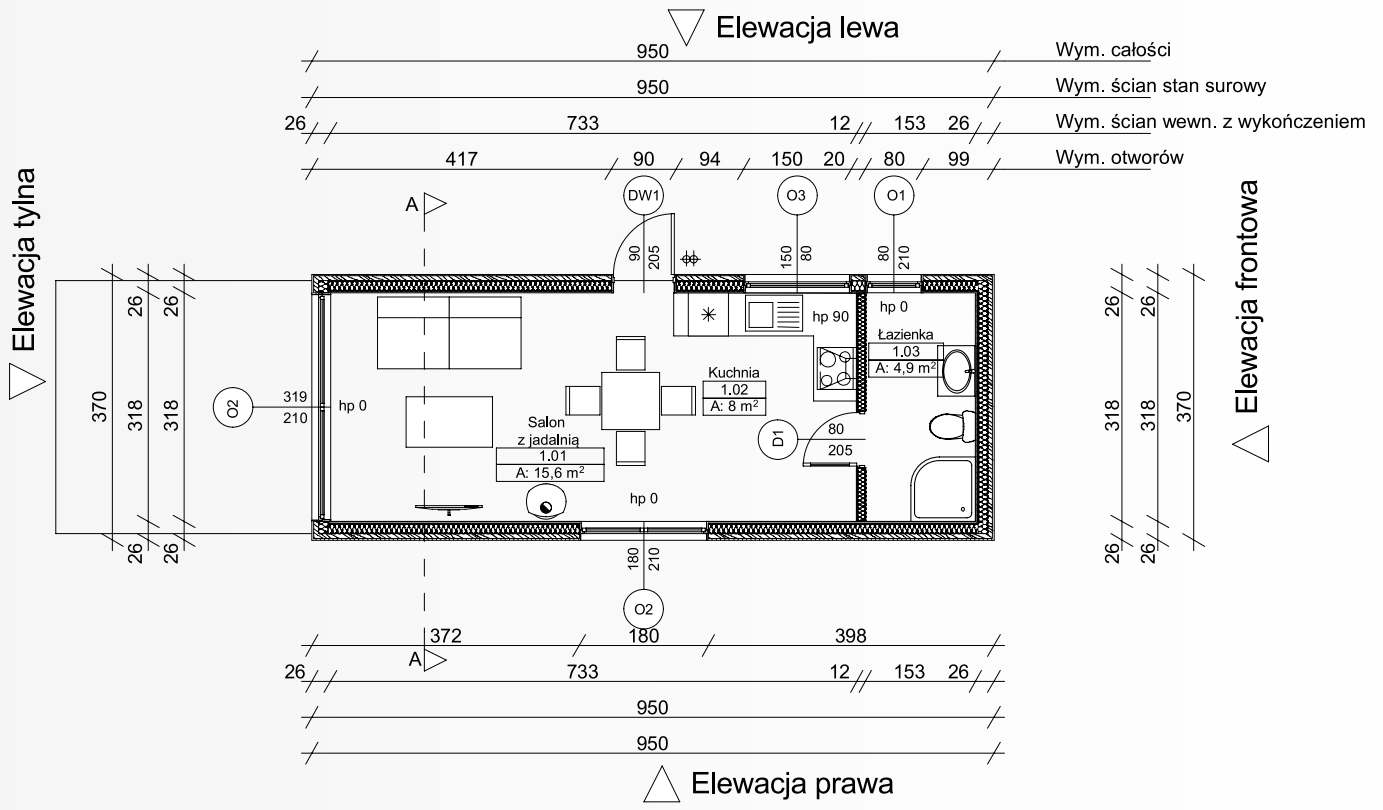 Elewacja lewa
950
Wym. całości
950
Wym. ścian stan surowy
26 733 12 153 26
Wym. ścian wewn. z wykończeniem
417 90 94 150 20 80 99
Wym. otworów
Elewacja tylna
Elewacja frontowa
A
DW1
O3
O1
90
205
150
80
80
210
26
26
26
26
hp 0
hp 90
Łazienka
1.03
A: 4,9 m²
Kuchnia
1.02
A: 8 m²
370
318
318
O2
319
210
hp 0
318
318
370
Salon
z jadalnią
1.01
A: 15,6 m²
D1
80
205
hp 0
26
26
26
26
180
210
O2
372 180 398
A
26 733 12 153 26
950
950
Elewacja prawa